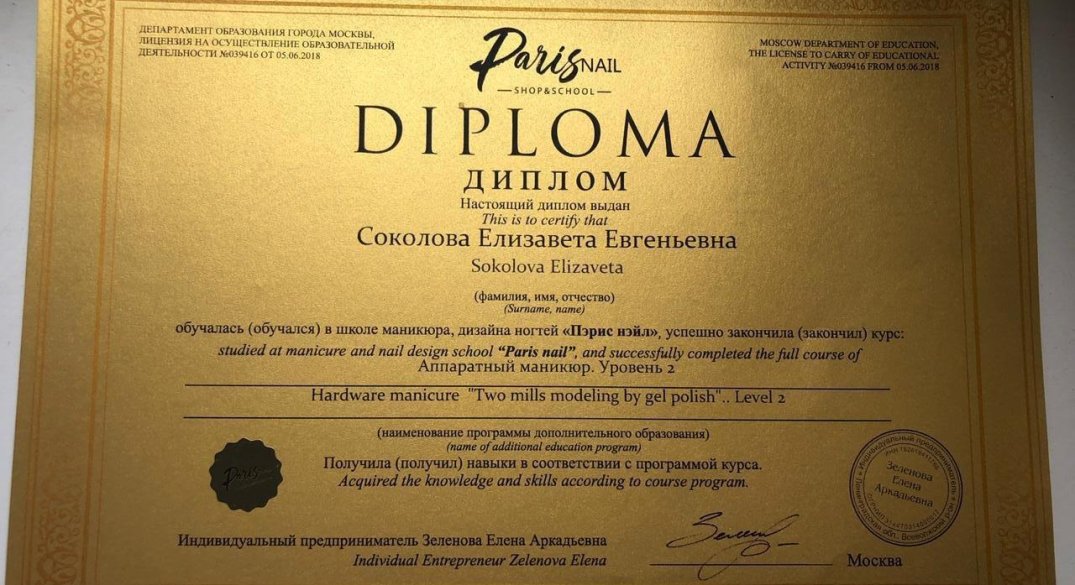 ДЕПАРТАМЕНТ ОБРАЗОВАНИЯ ГОРОДА МОСКВЫ,
ЛИЦЕНЗИЯ НА ОСУЩЕСТВЛЕНИЕ ОБРАЗОВАТЕЛЬНОЙ
ДЕЯТЕЛЬНОСТИ №039416 ОТ 05.06.2018
Paris NAIL
SHOP&SCHOOL
MOSCOW DEPARTMENT OF EDUCATION,
THE LICENSE TO CARRY OF EDUCATIONAL
ACTIVITY №039416 FROM 05.06.2018
DIPLOMA
ДИПЛОМ
Настоящий диплом выдан
This is to certify that
Соколова Елизавета Евгеньевна
Sokolova Elizaveta
(фамилия, имя, отчество)
(Surname, name)
обучалась (обучался) в школе маникюра, дизайна ногтей «Пэрис нэйл», успешно закончила (закончил) курс:
studied at manicure and nail design school “Paris nail”, and successfully completed the full course of
Аппаратный маникюр. Уровень 2
Hardware manicure "Two mills modeling by gel polish".. Level 2
(наименование программы дополнительного образования)
(name of additional education program)
Получила (получил) навыки в соответствии с программой курса.
Acquired the knowledge and skills according to course program.
Paris
Индивидуальный предприниматель
Зеленова
Елена
Аркадьевна
Ленинградская обл. Всеволожский
Индивидуальный предприниматель Зеленова Елена Аркадьевна
Individual Entrepreneur Zelenova Elena
Москва